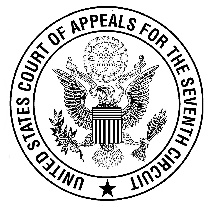 UNITED STATES COURT OF APPEALS FOR THE SEVENTH CIRCUIT